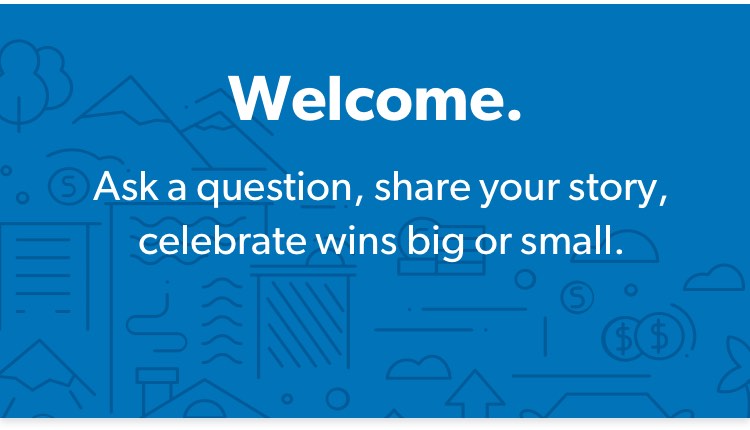 Welcome.
Ask a question, share your story,
celebrate wins big or small.
S
S
$ $